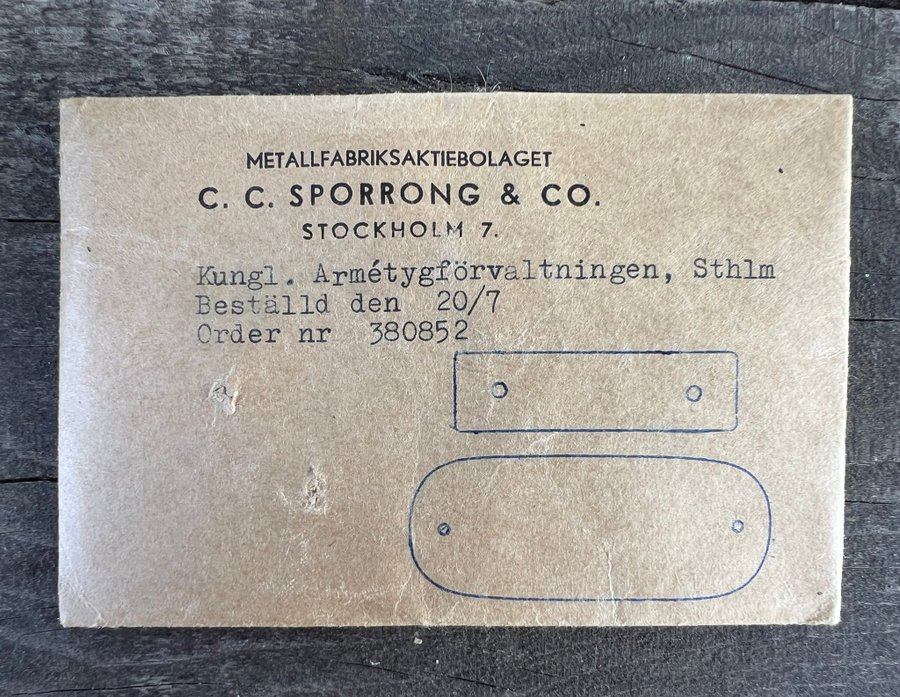 METALLFABRIKSAKTIEBOLAGET
C. C. SPORRONG & CO.
STOCKHOLM 7.
Kungl. Armétygförvaltningen, Sthlm
Beställd den 20/7
Order nr 380852